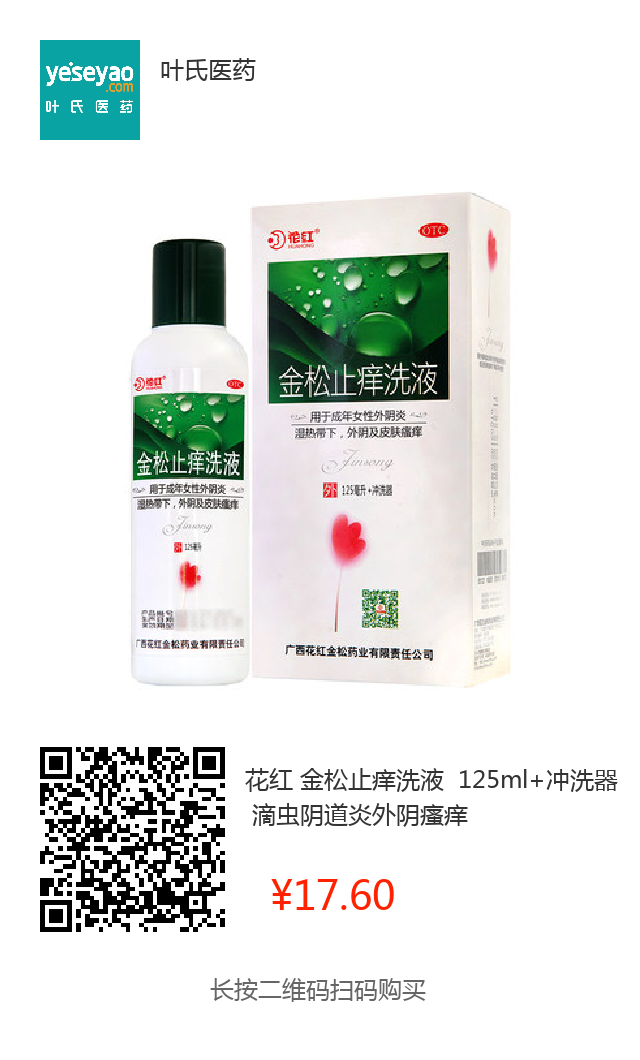 yeseyao
.com
叶氏医药
叶氏医药
花红®
HUAHONG
OTC
金松止痒洗液
用于成年女性外阴炎
湿热带下，外阴及皮肤瘙痒
Jinsong
外 125毫升+冲洗器
广西花红金松药业有限责任公司
花红®
OTC
金松止痒洗液
用于成年女性外阴炎
湿热带下，外阴及皮肤瘙痒
Jinsong
外 125毫升
广西花红金松药业有限责任公司
花红 金松止痒洗液 125ml+冲洗器
滴虫阴道炎外阴瘙痒
¥17.60
长按二维码扫码购买